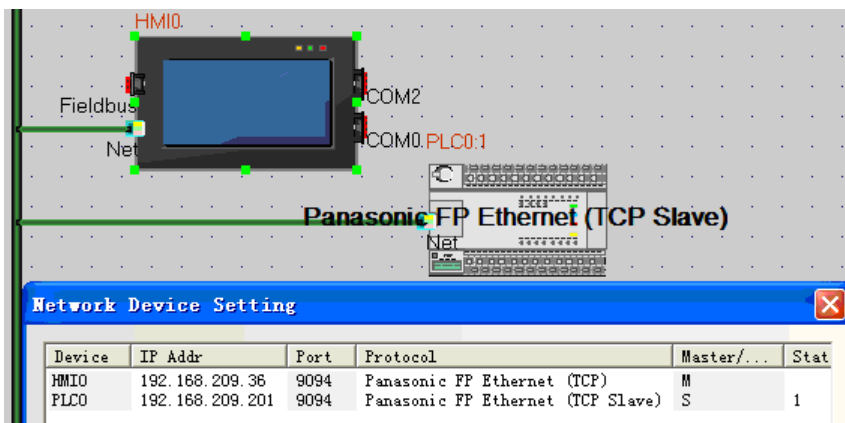 HMI0
COM2
Fieldbus
COM0
PLC0:1
Net
Panasonic FP Ethernet (TCP Slave)
Net
Network Device Setting
Device IP Addr Port Protocol Master/... Stat
HMI0 192.168.209.36 9094 Panasonic FP Ethernet (TCP) M
PLC0 192.168.209.201 9094 Panasonic FP Ethernet (TCP Slave) S 1